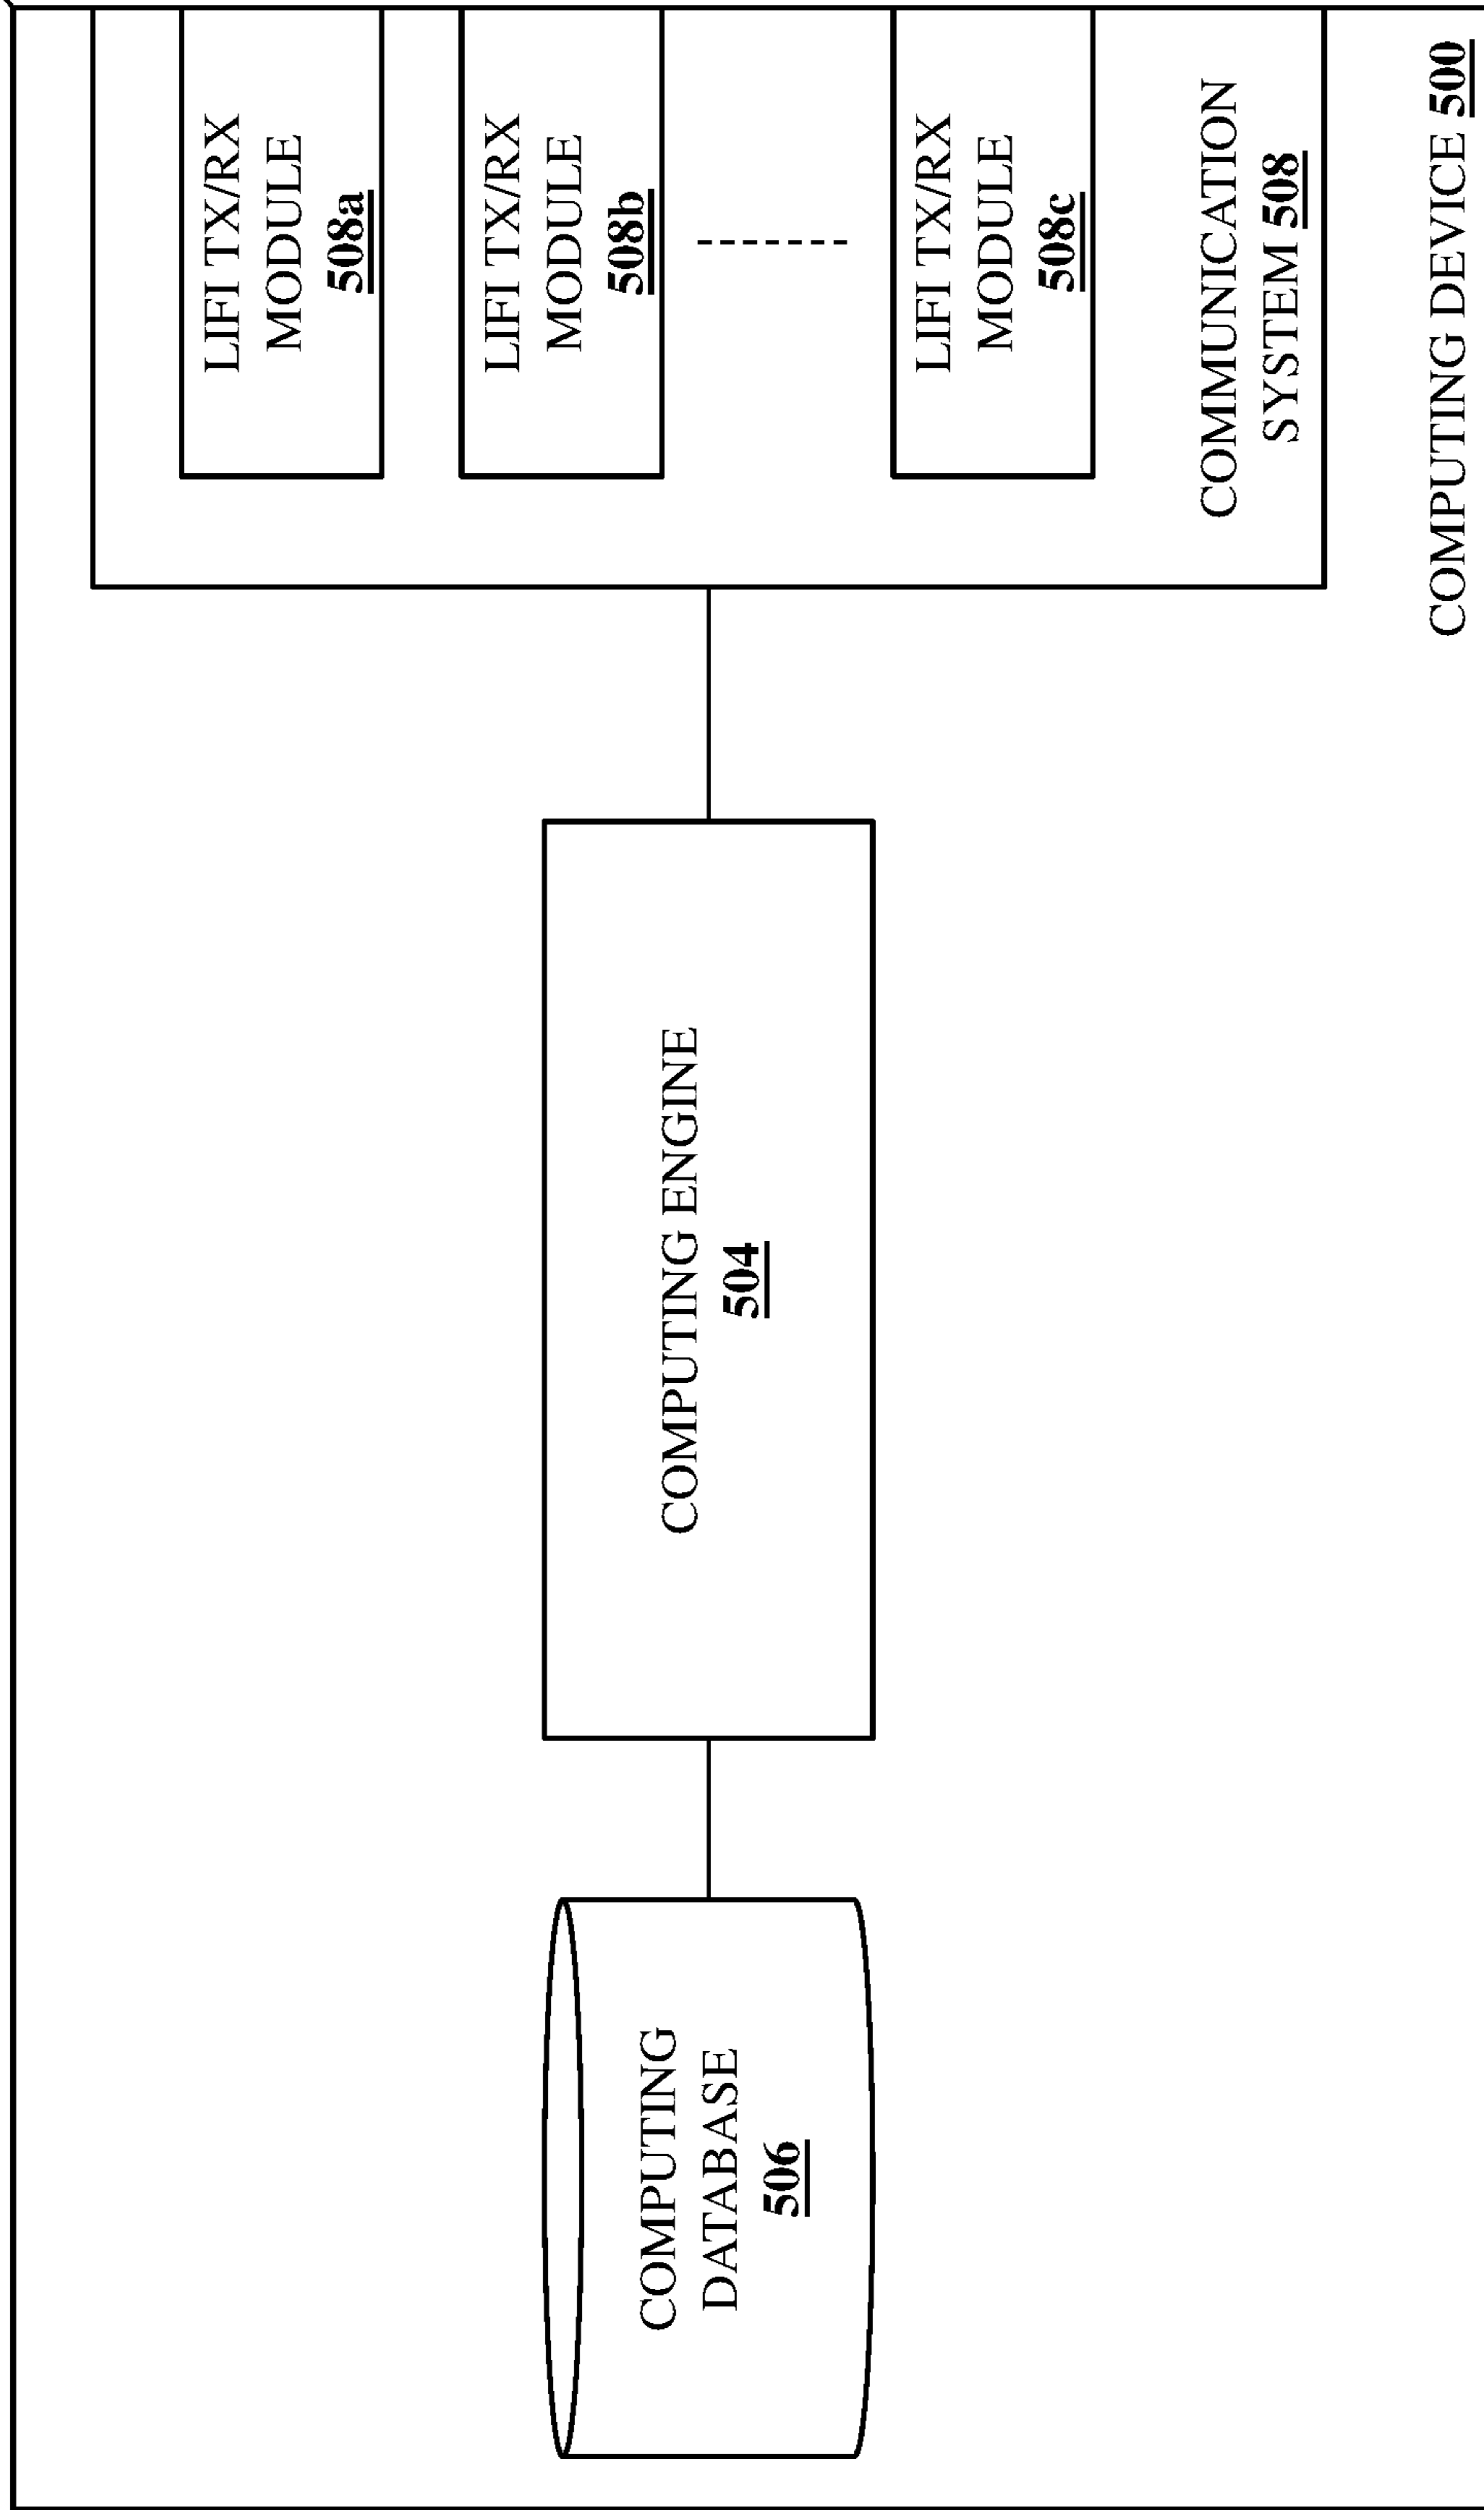 COMPUTING
DATABASE
506
COMPUTING ENGINE
504
LIFI TX/RX
MODULE
508a
LIFI TX/RX
MODULE
508b
LIFI TX/RX
MODULE
508c
COMMUNICATION
SYSTEM 508
COMPUTING DEVICE 500